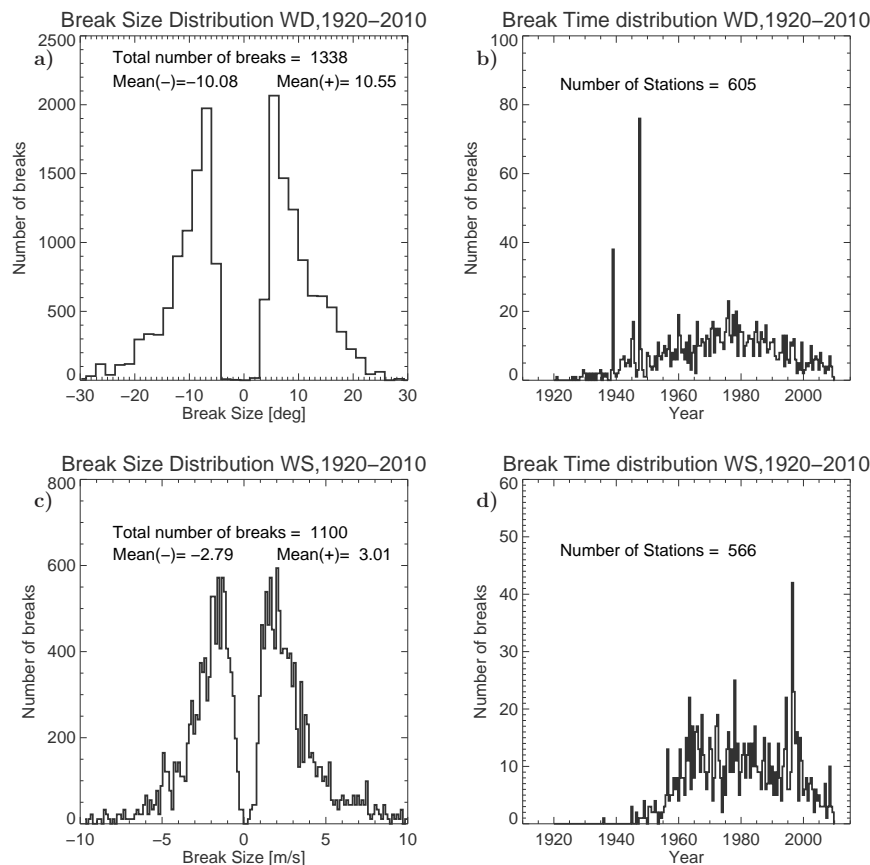 Break Size Distribution WD,1920−2010
a)
Total number of breaks = 1338
Mean(−)=−10.08 Mean(+)= 10.55
Number of breaks
2500
2000
1500
1000
500
0
−30 −20 −10 0 10 20 30
Break Size [deg]
Break Time distribution WD,1920−2010
b)
Number of Stations = 605
Number of breaks
100
80
60
40
20
0
1920 1940 1960 1980 2000
Year
Break Size Distribution WS,1920−2010
c)
Total number of breaks = 1100
Mean(−)= −2.79 Mean(+)= 3.01
Number of breaks
800
600
400
200
0
−10 −5 0 5 10
Break Size [m/s]
Break Time distribution WS,1920−2010
d)
Number of Stations = 566
Number of breaks
60
50
40
30
20
10
0
1920 1940 1960 1980 2000
Year